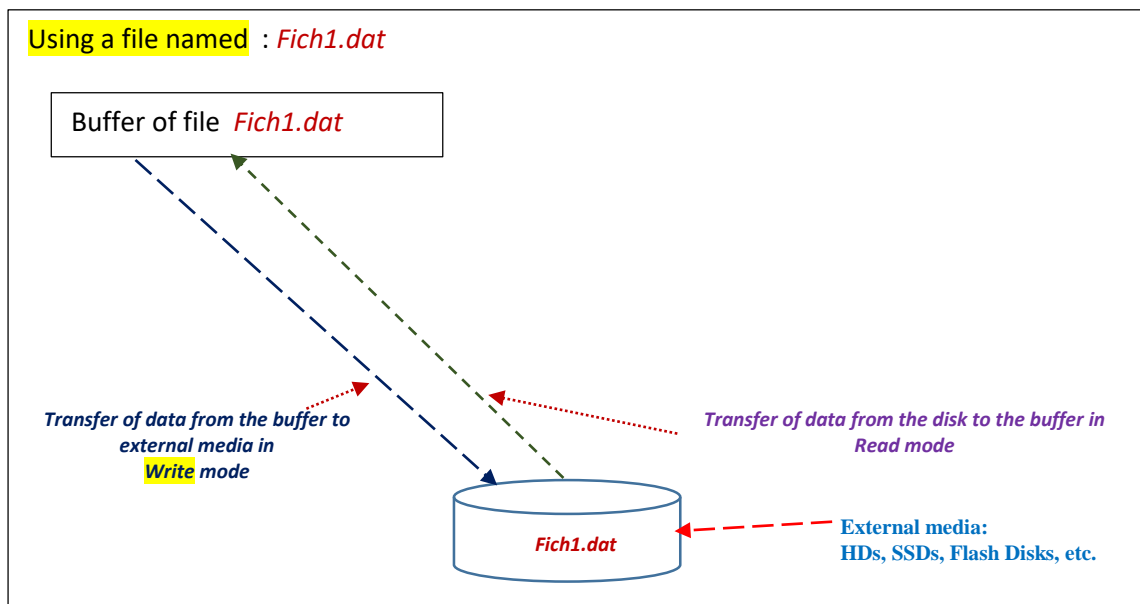 Using a file named : Fich1.dat
Buffer of file Fich1.dat
Transfer of data from the buffer to
external media in
Write mode
Transfer of data from the disk to the buffer in
Read mode
Fich1.dat
External media:
HDs, SSDs, Flash Disks, etc.